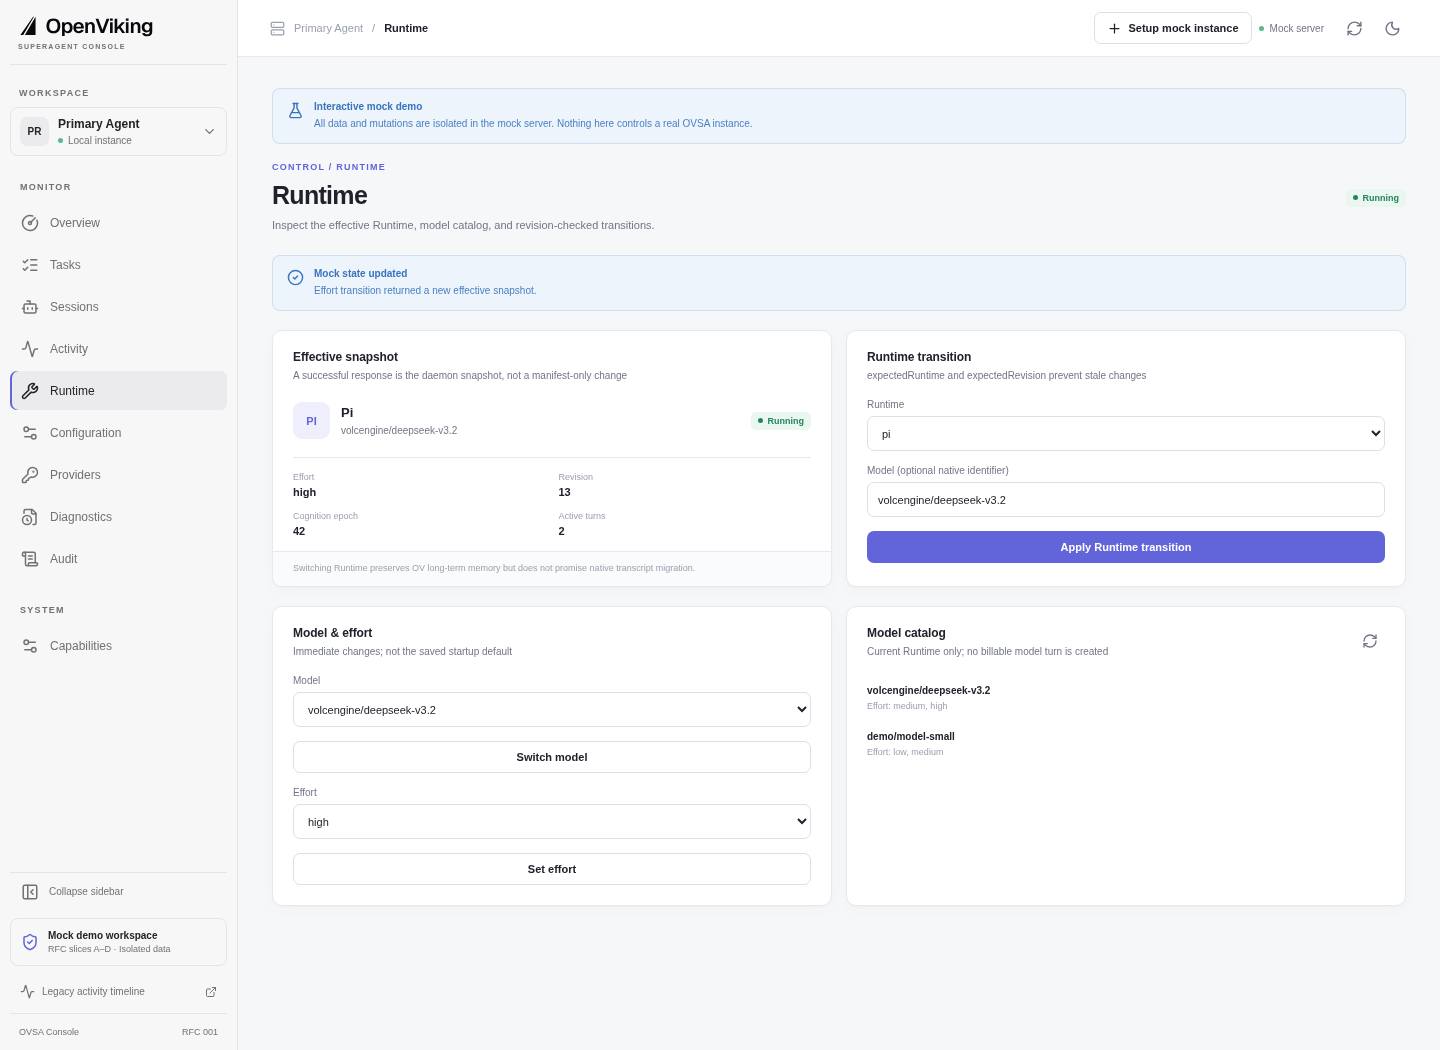 OpenViking
SUPERAGENT CONSOLE
WORKSPACE
PR
Primary Agent
Local instance
MONITOR
Overview
Tasks
Sessions
Activity
Runtime
Configuration
Providers
Diagnostics
Audit
SYSTEM
Capabilities
Collapse sidebar
Mock demo workspace
RFC slices A–D · Isolated data
Legacy activity timeline
OVSA Console RFC 001
Primary Agent / Runtime
Setup mock instance
Mock server
Interactive mock demo
All data and mutations are isolated in the mock server. Nothing here controls a real OVSA instance.
CONTROL / RUNTIME
Runtime
Running
Inspect the effective Runtime, model catalog, and revision-checked transitions.
Mock state updated
Effort transition returned a new effective snapshot.
Effective snapshot
A successful response is the daemon snapshot, not a manifest-only change
PI
Pi
volcengine/deepseek-v3.2
Running
Effort
high
Revision
13
Cognition epoch
42
Active turns
2
Switching Runtime preserves OV long-term memory but does not promise native transcript migration.
Runtime transition
expectedRuntime and expectedRevision prevent stale changes
Runtime
pi
Model (optional native identifier)
volcengine/deepseek-v3.2
Apply Runtime transition
Model & effort
Immediate changes; not the saved startup default
Model
volcengine/deepseek-v3.2
Switch model
Effort
high
Set effort
Model catalog
Current Runtime only; no billable model turn is created
volcengine/deepseek-v3.2
Effort: medium, high
demo/model-small
Effort: low, medium